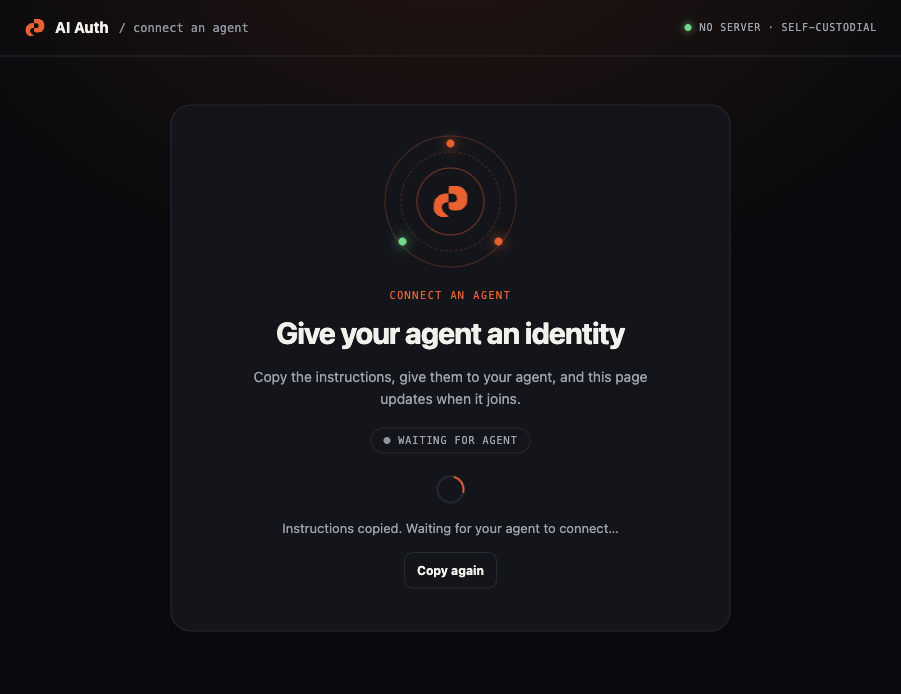 AI Auth / connect an agent
NO SERVER · SELF-CUSTODIAL
CONNECT AN AGENT
Give your agent an identity
Copy the instructions, give them to your agent, and this page
updates when it joins.
WAITING FOR AGENT
Instructions copied. Waiting for your agent to connect...
Copy again